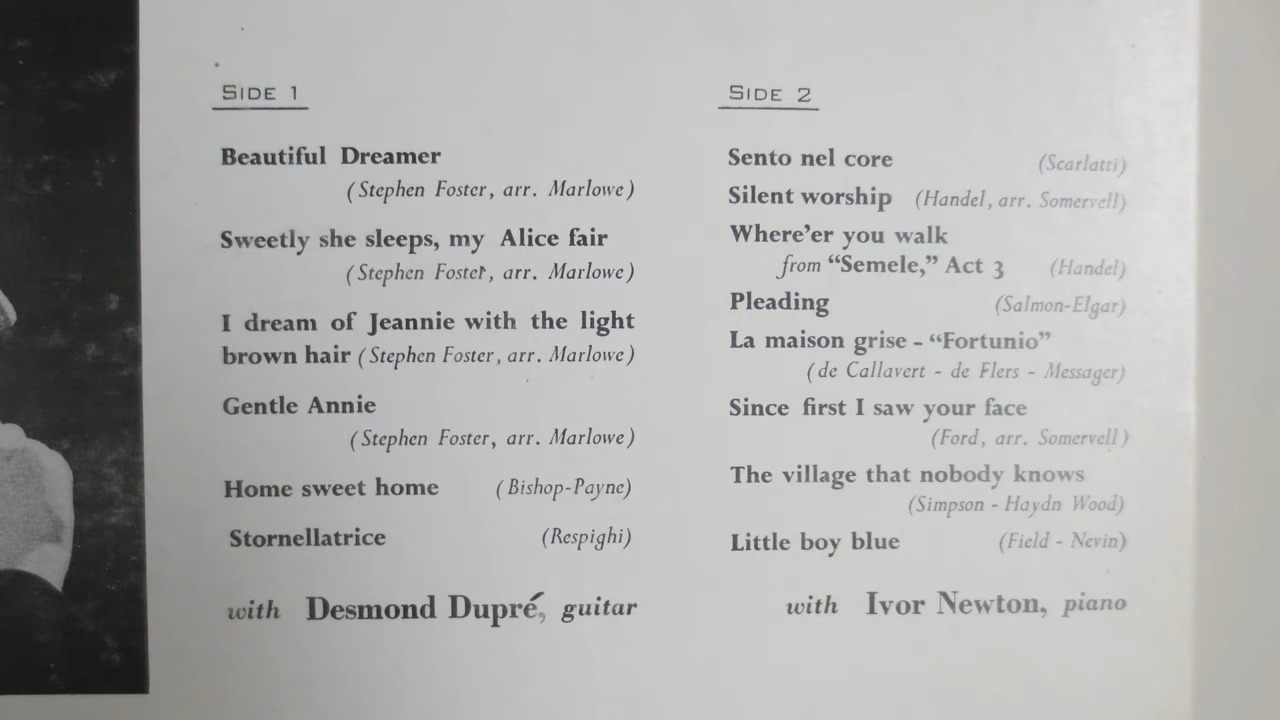 SIDE 1
Beautiful Dreamer
(Stephen Foster, arr. Marlowe)
Sweetly she sleeps, my Alice fair
(Stephen Foster, arr. Marlowe)
I dream of Jeannie with the light
brown hair (Stephen Foster, arr. Marlowe)
Gentle Annie
(Stephen Foster, arr. Marlowe)
Home sweet home (Bishop-Payne)
Stornellatrice (Respighi)
with Desmond Dupré, guitar
SIDE 2
Sento nel core (Scarlatti)
Silent worship (Handel, arr. Somervell)
Where'er you walk
from “Semele,” Act 3 (Handel)
Pleading (Salmon-Elgar)
La maison grise - “Fortunio”
(de Callavert - de Flers - Messager)
Since first I saw your face
(Ford, arr. Somervell)
The village that nobody knows
(Simpson - Haydn Wood)
Little boy blue (Field - Nevin)
with Ivor Newton, piano